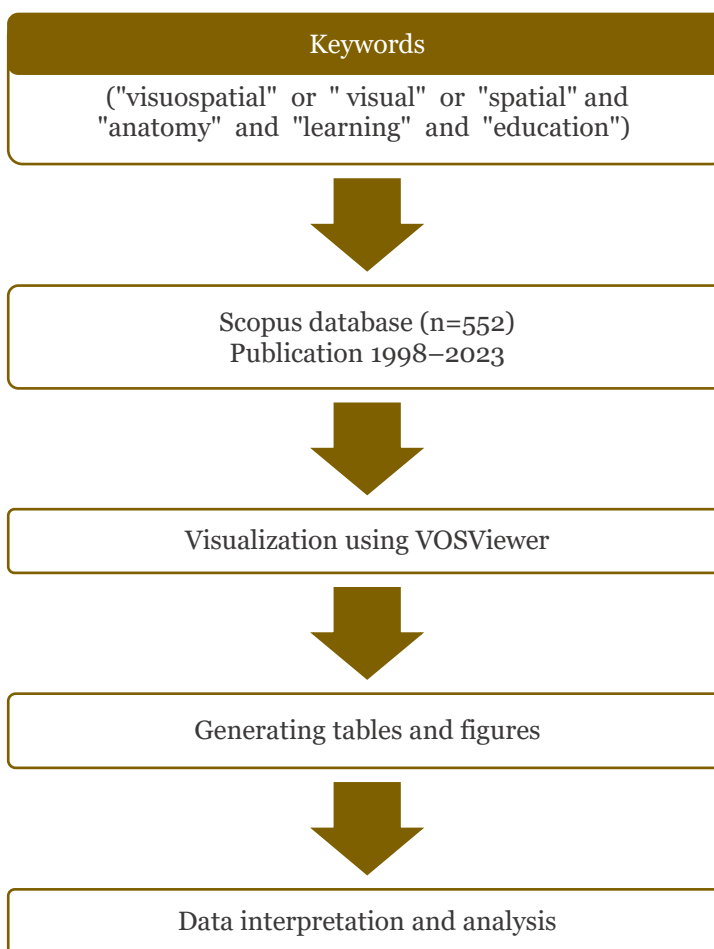 Keywords
("visuospatial" or " visual" or "spatial" and
"anatomy" and "learning" and "education")
Scopus database (n=552)
Publication 1998–2023
Visualization using VOSViewer
Generating tables and figures
Data interpretation and analysis